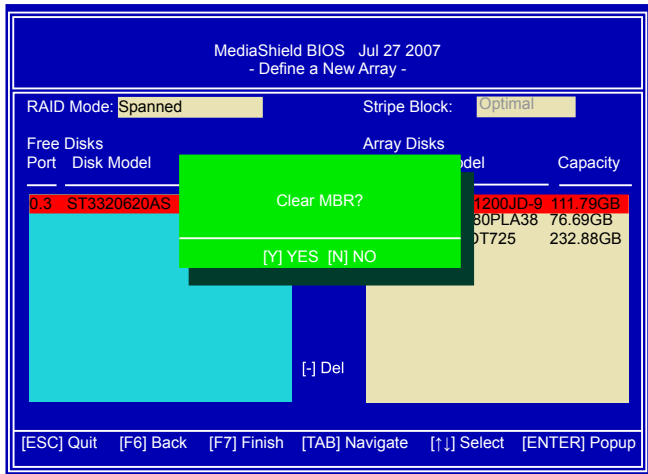 MediaShield BIOS Jul 27 2007
- Define a New Array -
RAID Mode: Spanned Stripe Block: Optimal
Free Disks Array Disks
Port Disk Model del Capacity
0.3 ST3320620AS 1200JD-9 111.79GB
80PLA38 76.69GB
DT725 232.88GB
Clear MBR?
[Y] YES [N] NO
[-] Del
[ESC] Quit [F6] Back [F7] Finish [TAB] Navigate [↑↓] Select [ENTER] Popup